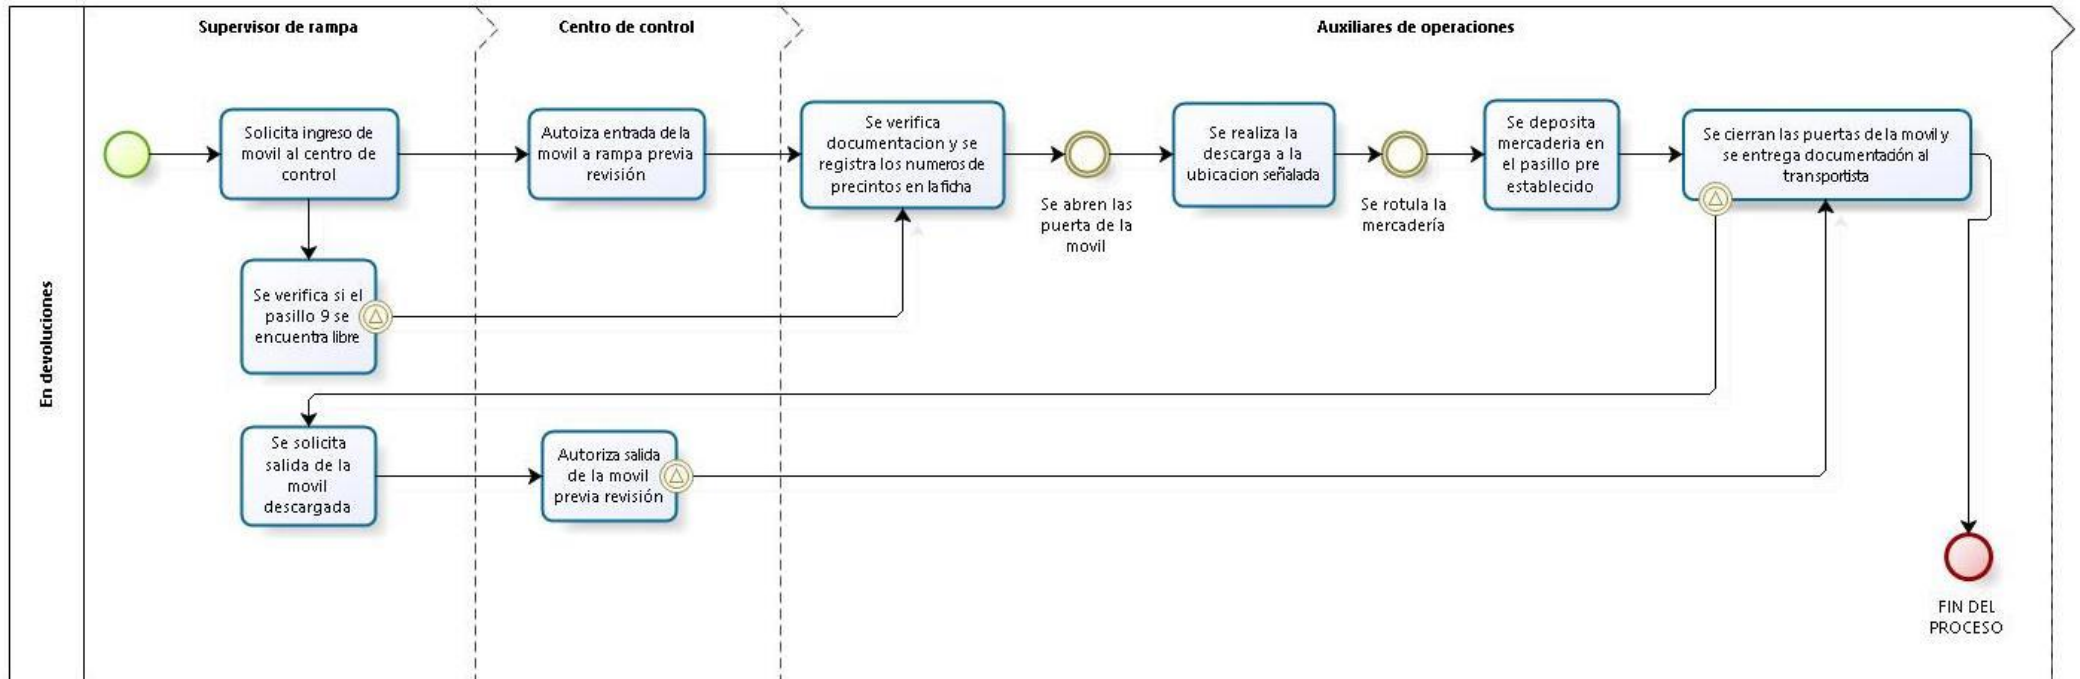 Supervisor de rampa
Centro de control
Auxiliares de operaciones
En devoluciones
Solicita ingreso de
movil al centro de
control
Autoiza entrada de la
movil a rampa previa
revisión
Se verifica
documentacion y se
registra los numeros de
precintos en la ficha
Se abren las
puerta de la
movil
Se realiza la
descarga a la
ubicacion señalada
Se rotula la
mercadería
Se deposita
mercaderia en
el pasillo pre
establecido
Se cierran las puertas de la movil y
se entrega documentación al
transportista
Se verifica si el
pasillo 9 se
encuentra libre
Se solicita
salida de la
movil
descargada
Autoriza salida
de la movil
previa revisión
FIN DEL
PROCESO